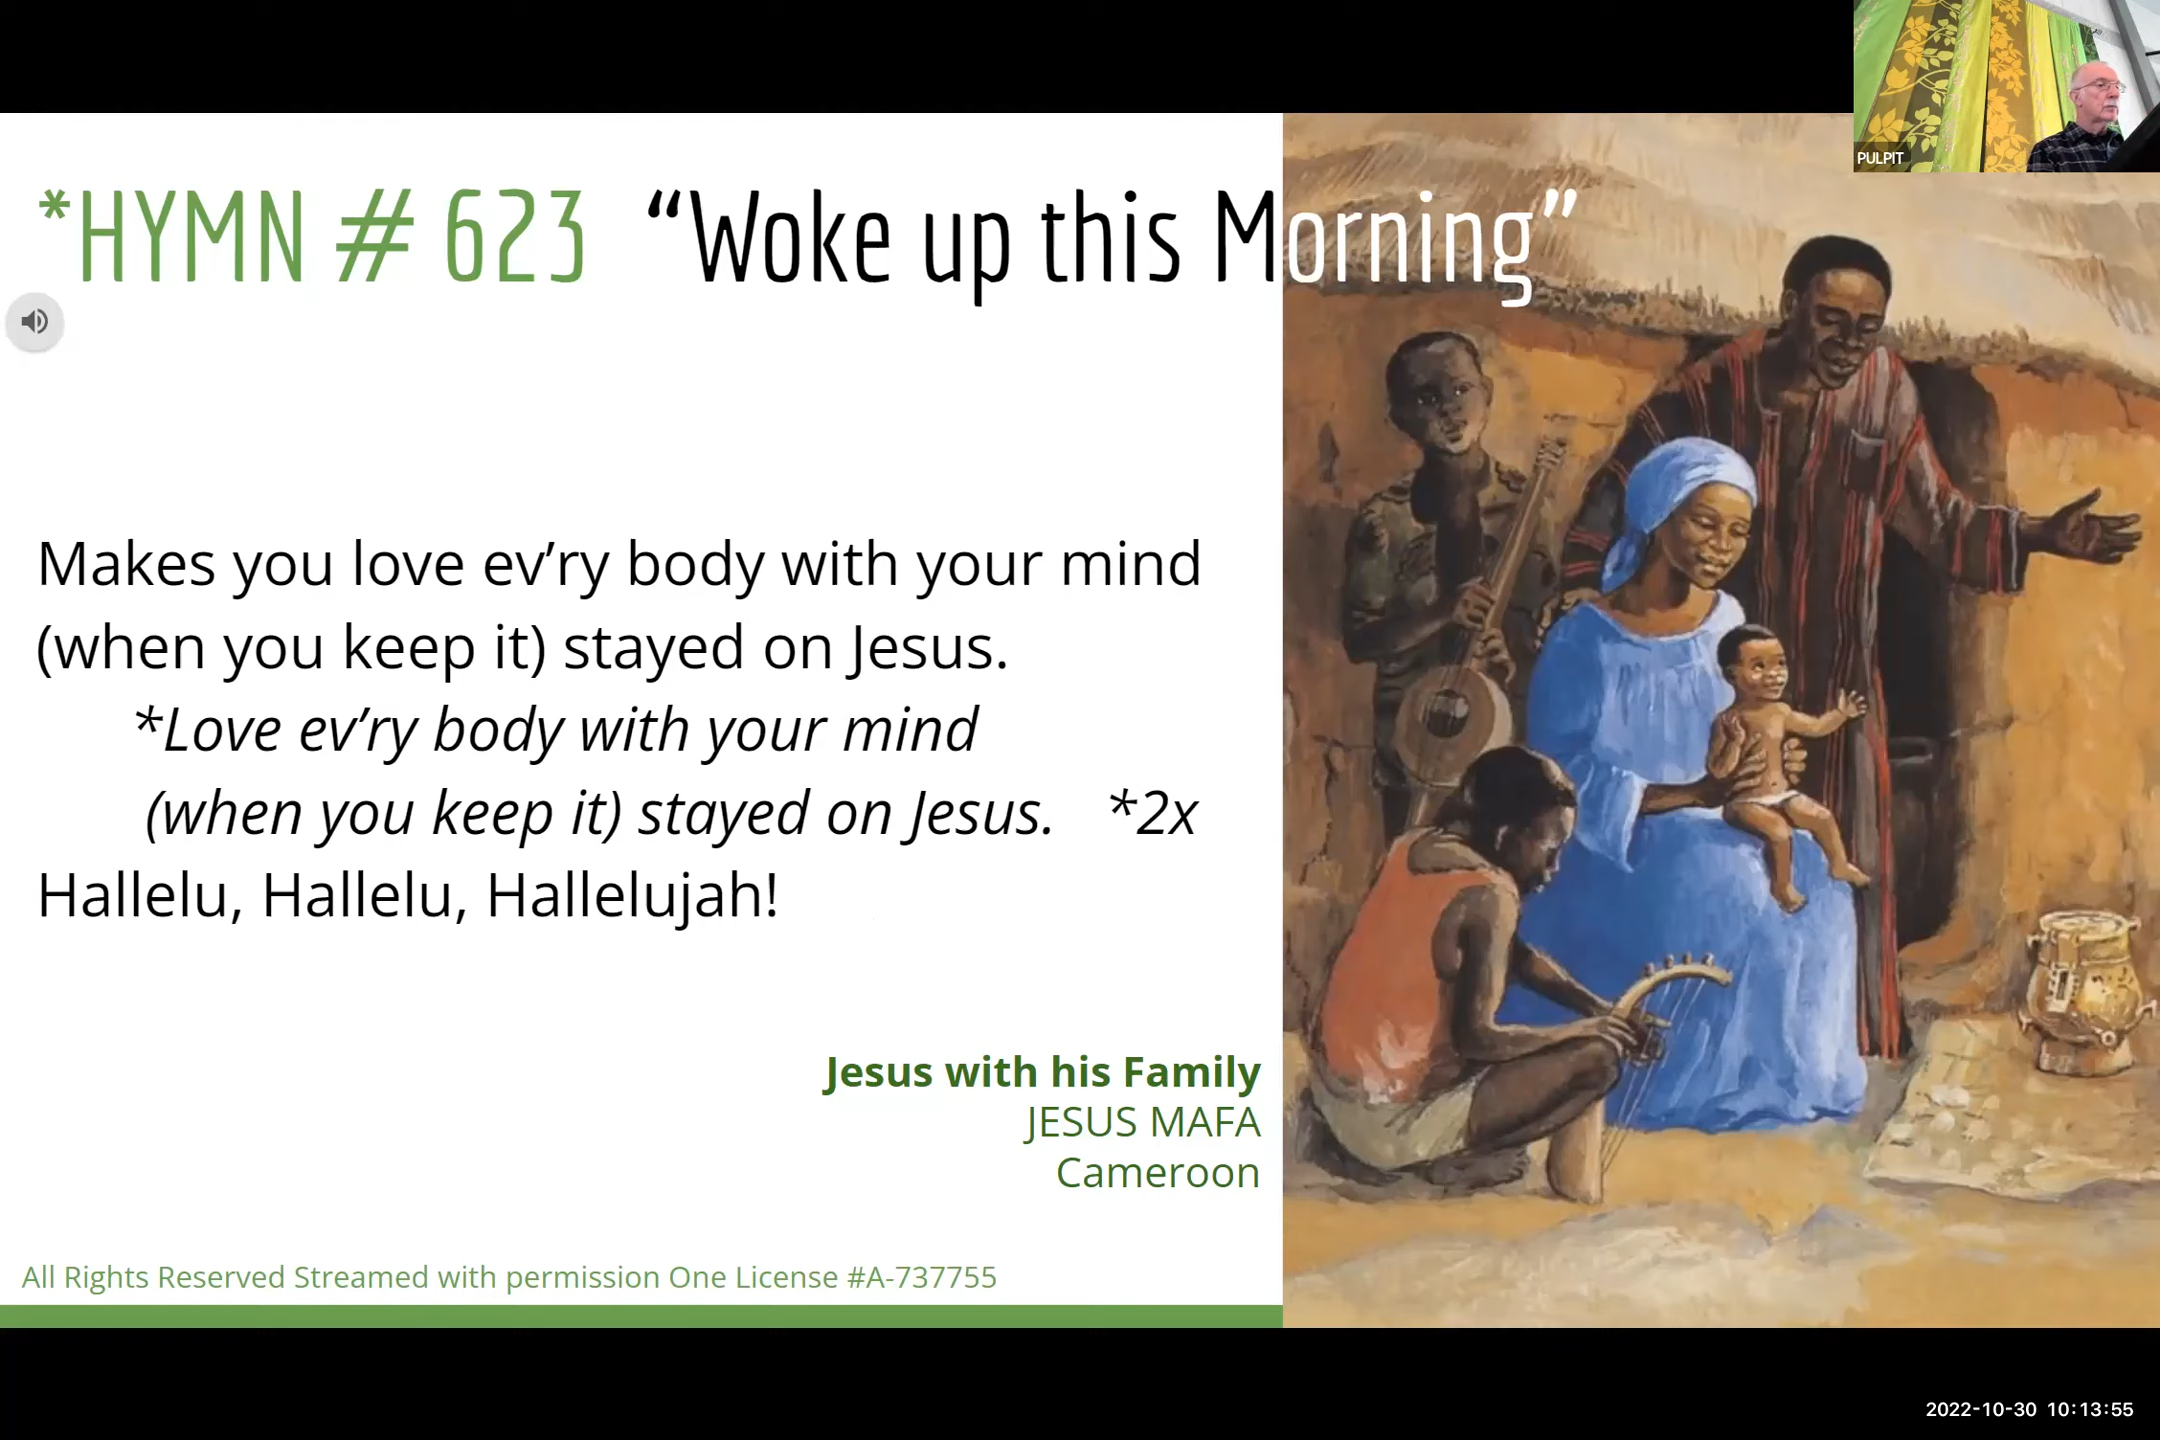 PULPIT
*HYMN # 623 “Woke up this Morning”
Makes you love ev’ry body with your mind
(when you keep it) stayed on Jesus.
*Love ev’ry body with your mind
(when you keep it) stayed on Jesus. *2x
Hallelu, Hallelu, Hallelujah!
Jesus with his Family
JESUS MAFA
Cameroon
All Rights Reserved Streamed with permission One License #A-737755
2022-10-30 10:13:55